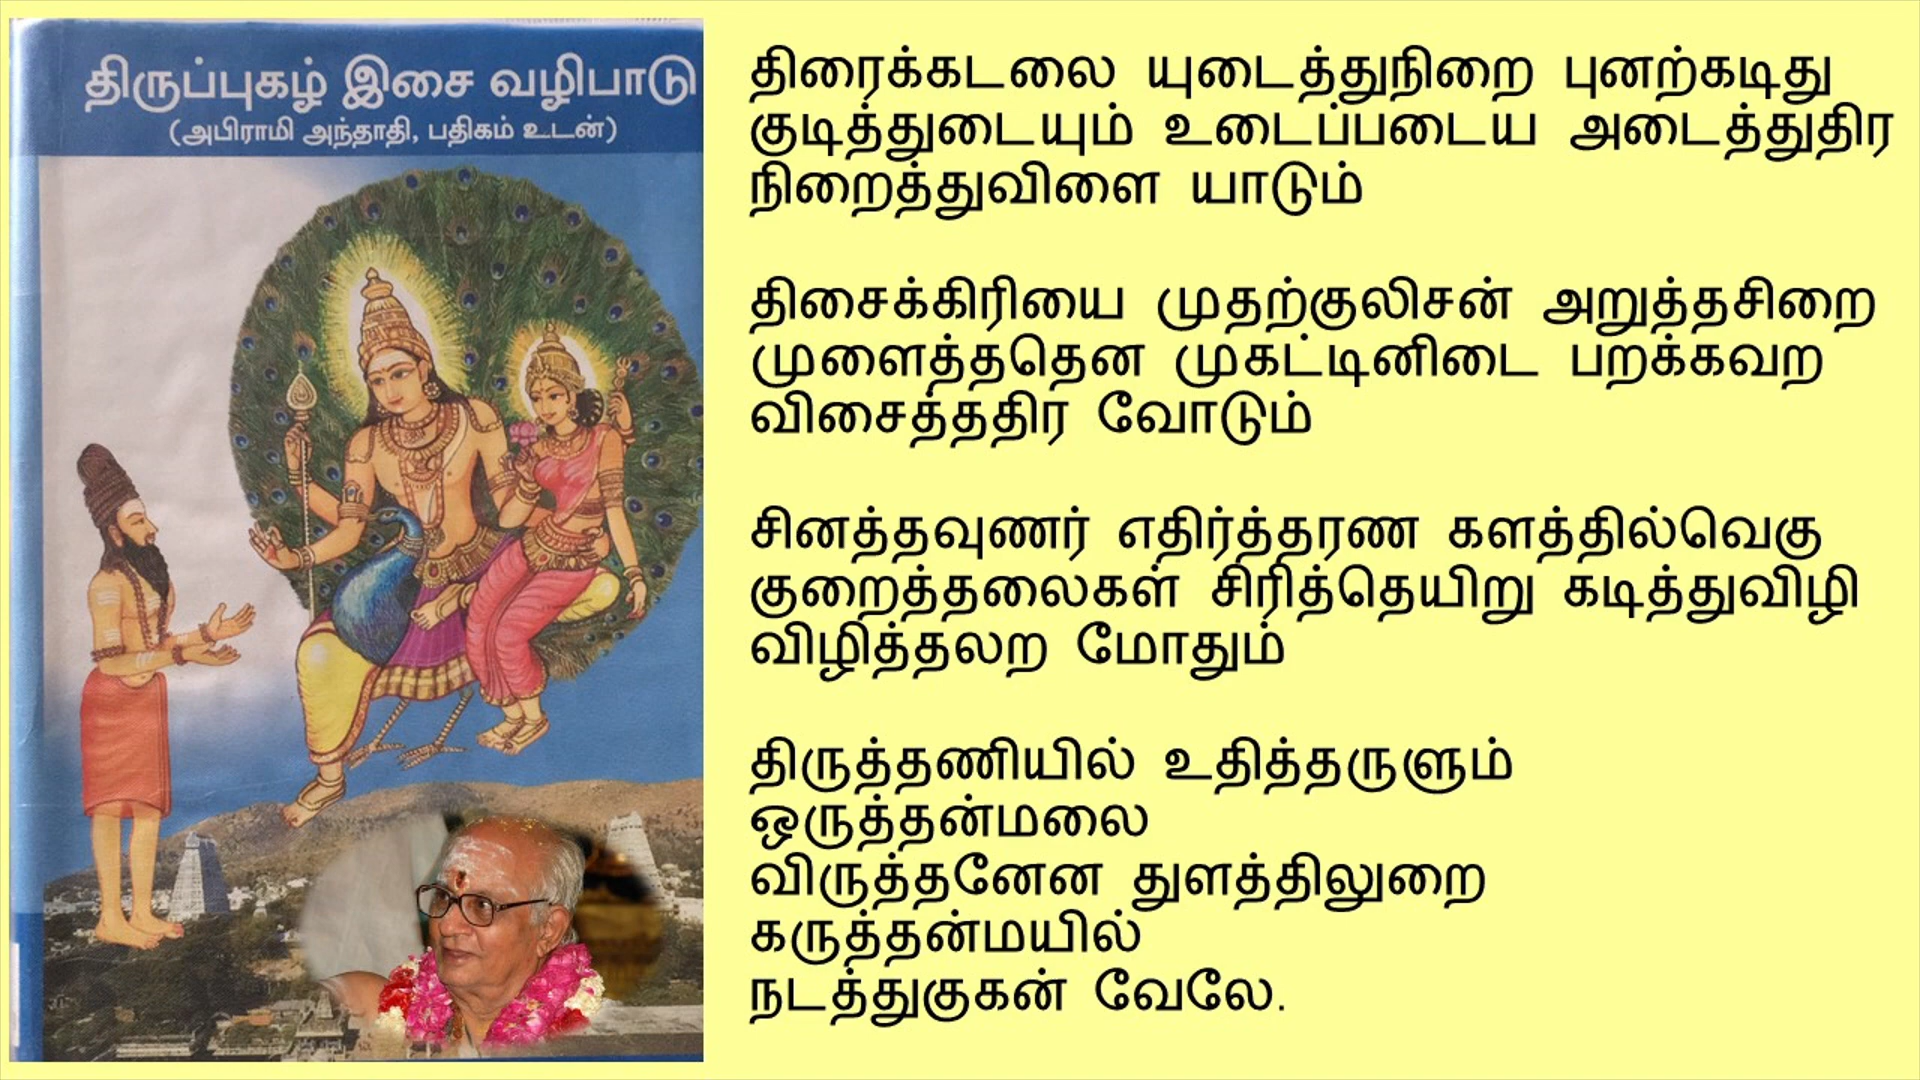 திருப்புகழ் இசை வழிபாடு
(அபிராமி அந்தாதி, பதிகம் உடன்)
திரைக்கடலை யுடைத்துநிறை புனற்கடிது
குடித்துடையும் உடைப்படைய அடைத்துதிர
நிறைத்துவிளை யாடும்
திசைக்கிரியை முதற்குலிசன் அறுத்தசிறை
முளைத்ததென முகட்டினிடை பறக்கவற
விசைத்ததிர வோடும்
சினத்தவுணர் எதிர்த்தரண களத்தில்வெகு
குறைத்தலைகள் சிரித்தெயிறு கடித்துவிழி
விழித்தலற மோதும்
திருத்தணியில் உதித்தருளும்
ஒருத்தன்மலை
விருத்தனேன துளத்திலுறை
கருத்தன்மயில்
நடத்துகுகன் வேலே.